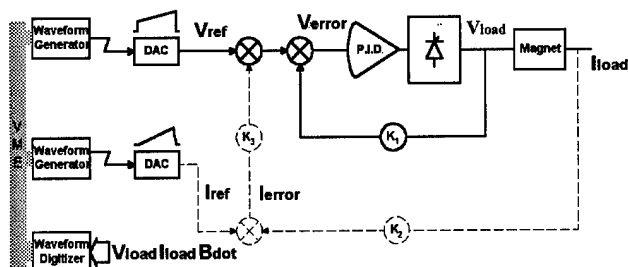 VME
Waveform
Generator
DAC
Vref
Verror
P.I.D.
Vload
Magnet
Iload
K1
K3
Waveform
Generator
DAC
Iref
Ierror
K2
Waveform
Digitizer
Vload Iload Bdot